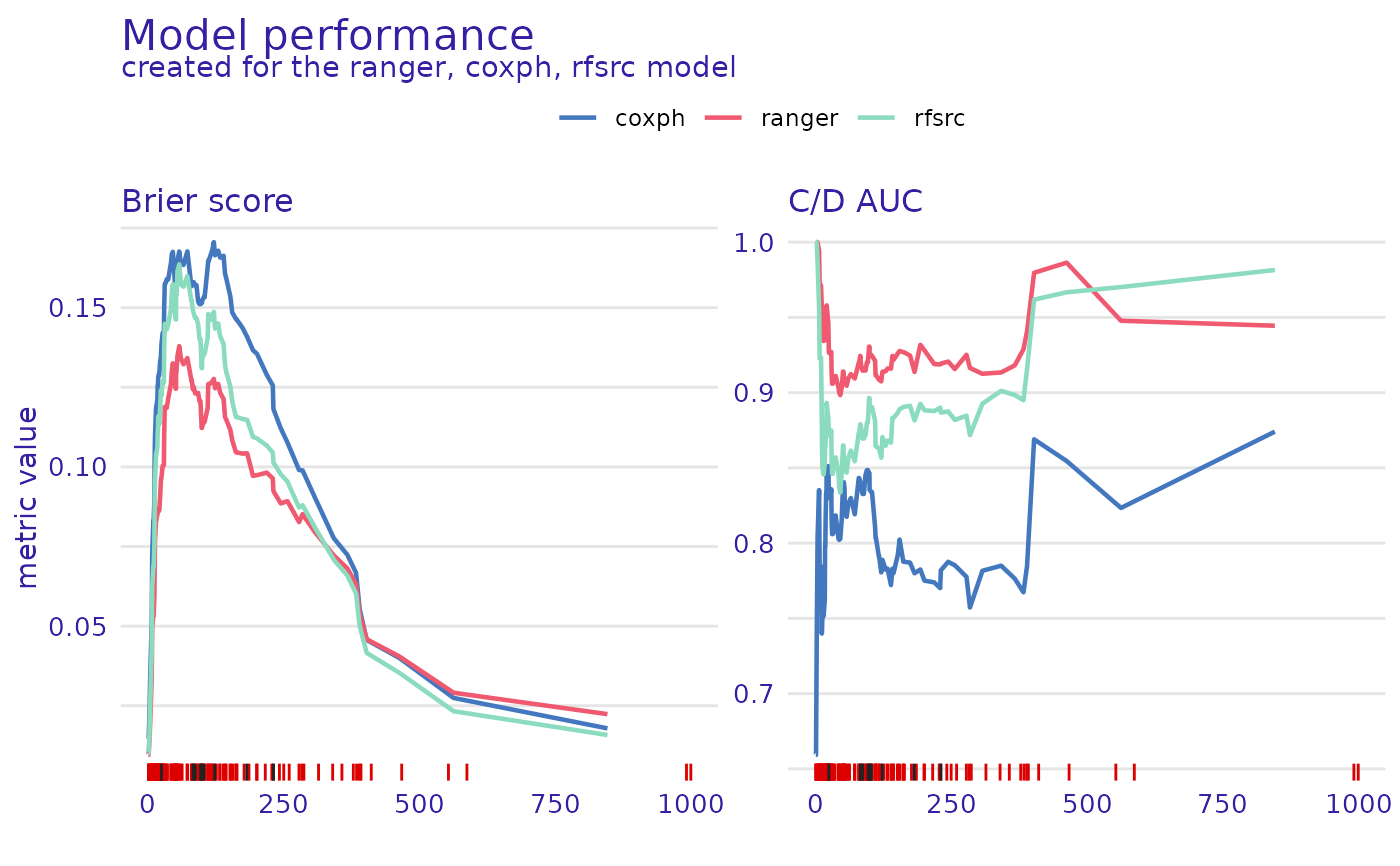 Model performance
created for the ranger, coxph, rfsrc model
coxph ranger rfsrc
Brier score
C/D AUC
metric value
0.15
0.10
0.05
0 250 500 750 1000
1.0
0.9
0.8
0.7
0 250 500 750 1000